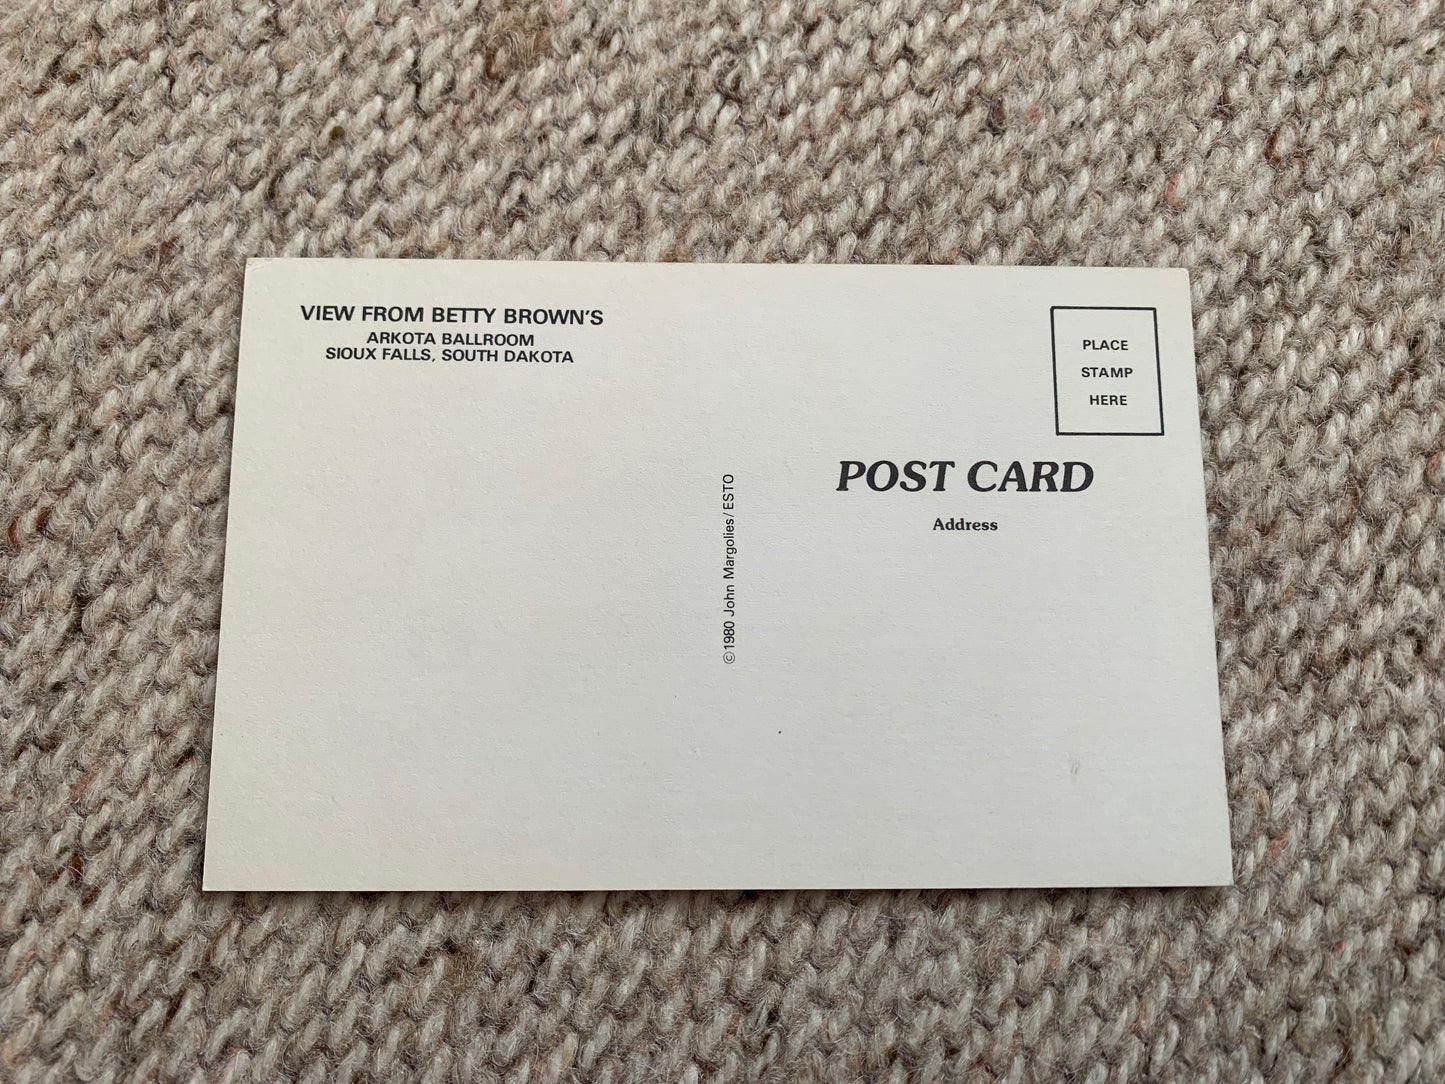 VIEW FROM BETTY BROWN'S
ARKOTA BALLROOM
SIOUX FALLS, SOUTH DAKOTA
©1980 John Margolies/ESTO
PLACE
STAMP
HERE
POST CARD
Address